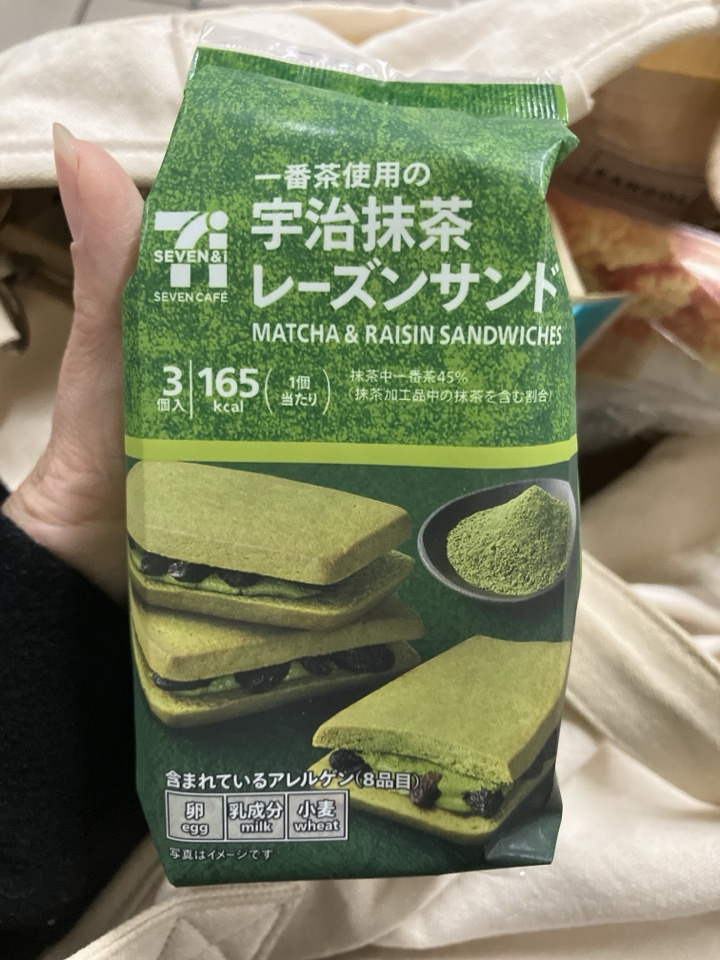 一番茶使用の
宇治抹茶
レーズンサンド
MATCHA & RAISIN SANDWICHES
7i
SEVEN&i
SEVEN CAFÉ
3個入
165kcal
(1個当たり)
抹茶中一番茶45%
(抹茶加工品中の抹茶を含む割合)
含まれているアレルゲン(8品目)
卵 乳成分 小麦
egg milk wheat
写真はイメージです